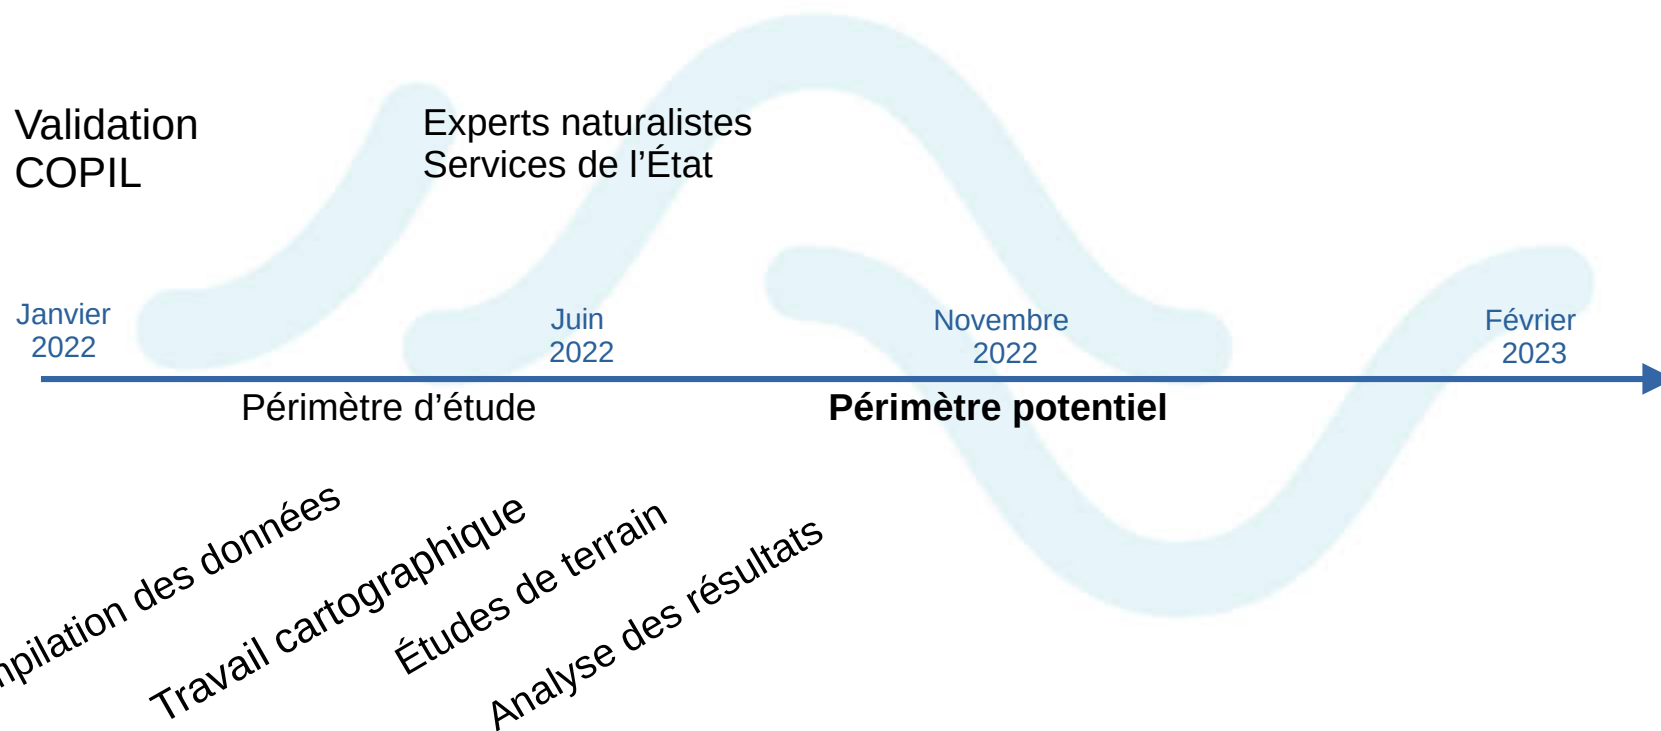 Validation
COPIL
Experts naturalistes
Services de l’État
Janvier
2022
Juin
2022
Novembre
2022
Février
2023
Périmètre d’étude
Périmètre potentiel
des données
Travail cartographique
Études de terrain
Analyse des résultats